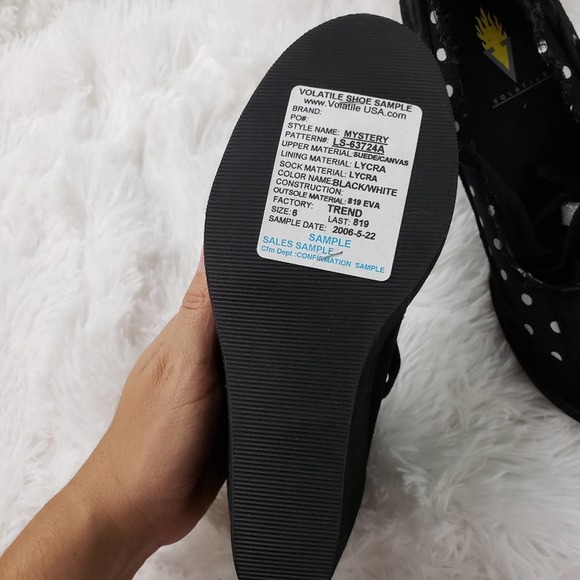 VOLATILE SHOE SAMPLE
www.Volatile USA.com
BRAND:
PO#:
STYLE NAME: MYSTERY
PATTERN#: LS-63724A
UPPER MATERIAL: SUEDE/CANVAS
LINING MATERIAL: LYCRA
SOCK MATERIAL: LYCRA
COLOR NAME: BLACK/WHITE
CONSTRUCTION:
OUTSOLE MATERIAL: 819 EVA
FACTORY: TREND
SIZE: 6 LAST: 819
SAMPLE DATE: 2006-5-22
SAMPLE
SALES SAMPLE
Cfm Dept :CONFIRMATION SAMPLE
VOLATILE